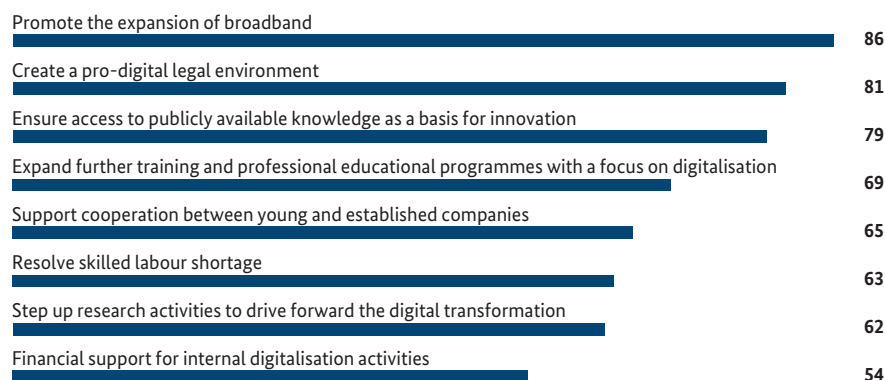 Promote the expansion of broadband
86
Create a pro-digital legal environment
81
Ensure access to publicly available knowledge as a basis for innovation
79
Expand further training and professional educational programmes with a focus on digitalisation
69
Support cooperation between young and established companies
65
Resolve skilled labour shortage
63
Step up research activities to drive forward the digital transformation
62
Financial support for internal digitalisation activities
54